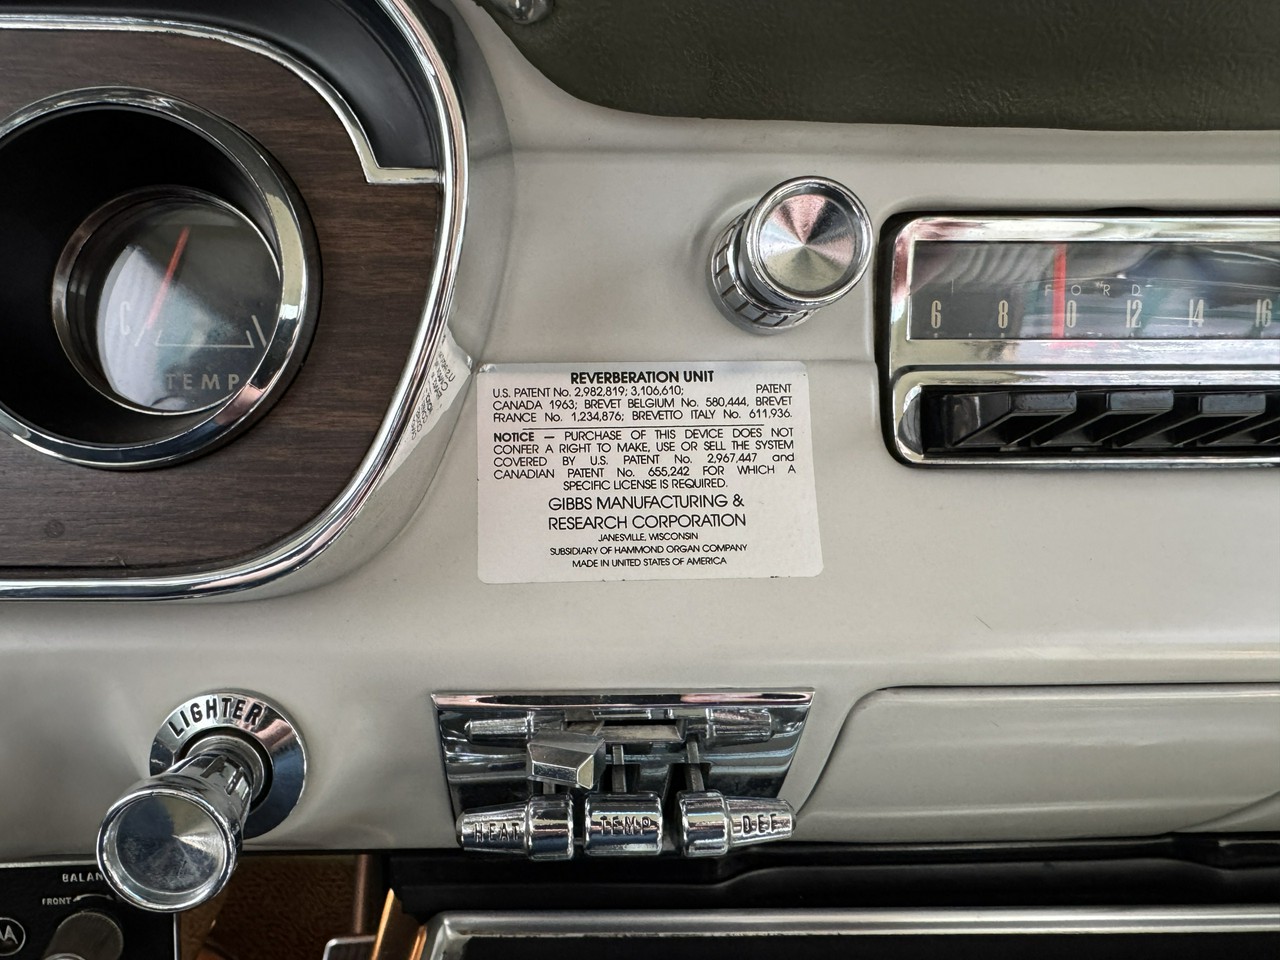 C
TEMP
FORD
6 8 10 12 14 16
REVERBERATION UNIT
U.S. PATENT No. 2,982,819; 3,106,610; PATENT
CANADA 1963; BREVET BELGIUM No. 580,444, BREVET
FRANCE No. 1,234,876; BREVETTO ITALY No. 611,936.
NOTICE — PURCHASE OF THIS DEVICE DOES NOT
CONFER A RIGHT TO MAKE, USE OR SELL THE SYSTEM
COVERED BY U.S. PATENT No. 2,967,447 and
CANADIAN PATENT No. 655,242 FOR WHICH A
SPECIFIC LICENSE IS REQUIRED.
GIBBS MANUFACTURING &
RESEARCH CORPORATION
JANESVILLE, WISCONSIN
SUBSIDIARY OF HAMMOND ORGAN COMPANY
MADE IN UNITED STATES OF AMERICA
LIGHTER
HEAT TEMP DEF
BALAN
FRONT